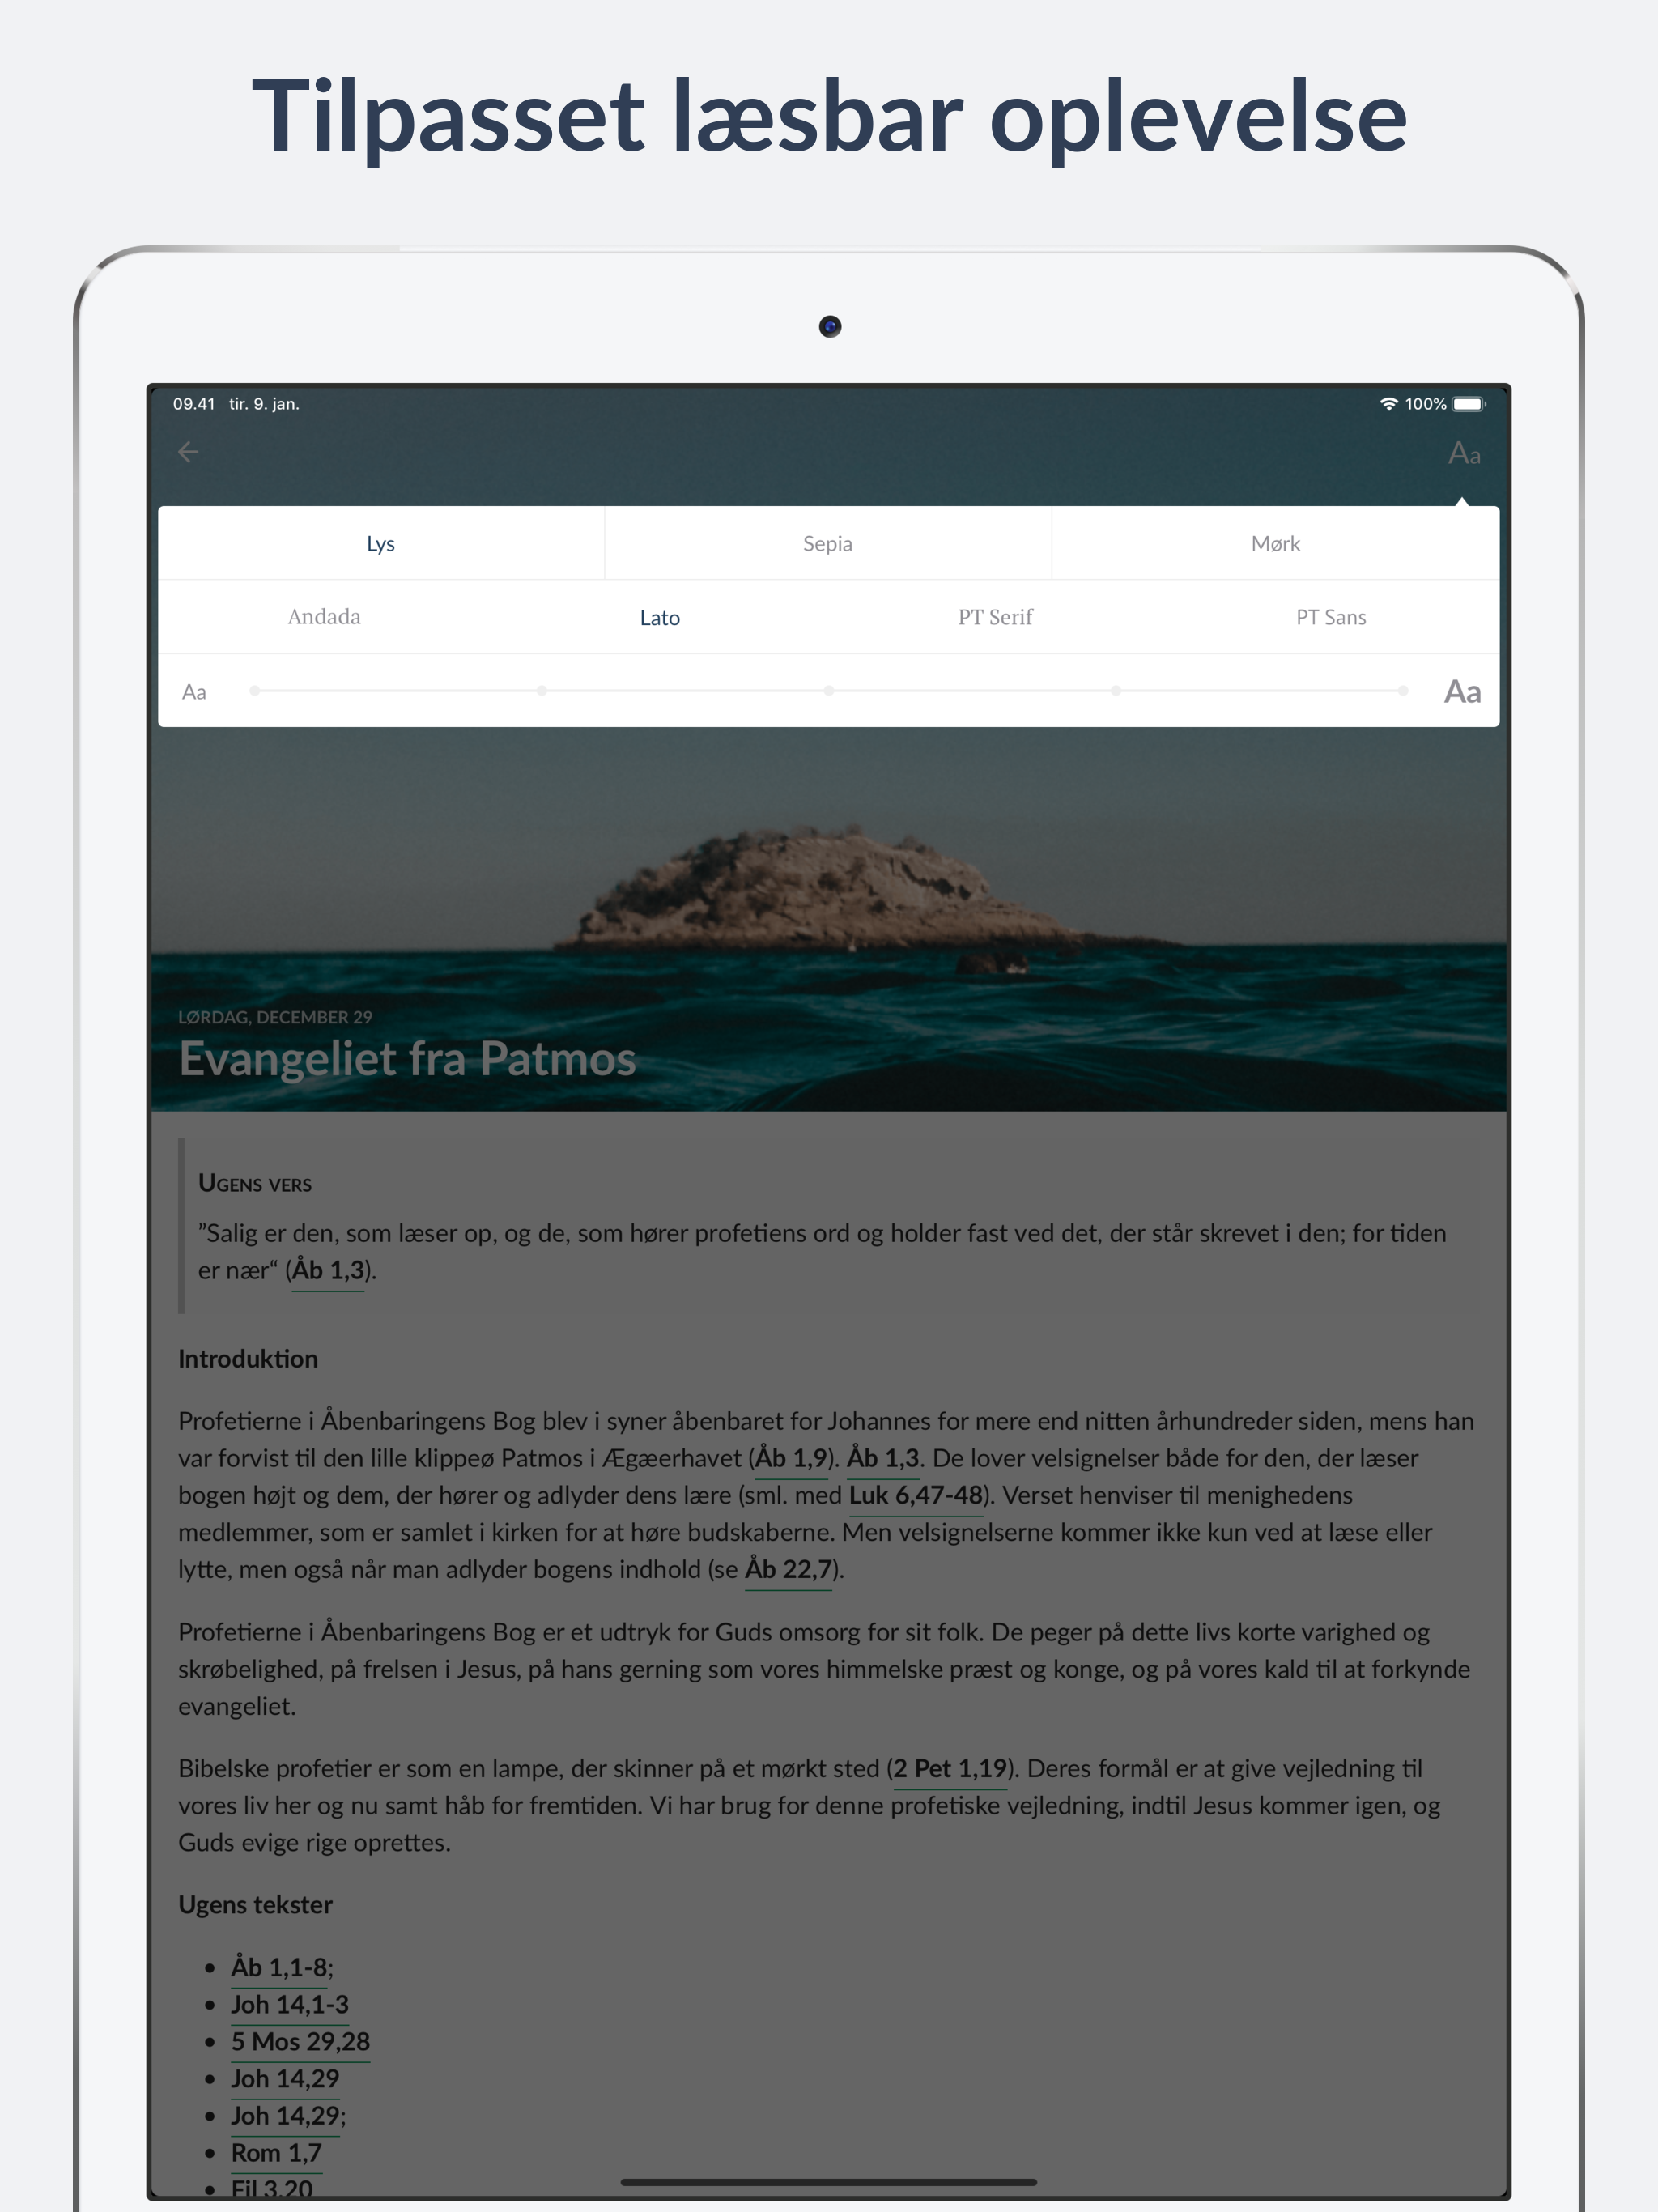 Tilpasset læsbar oplevelse
09.41 tir. 9. jan.
100%
Aa
Lys Sepia Mørk
Andada Lato PT Serif PT Sans
Aa Aa
LØRDAG, DECEMBER 29
Evangeliet fra Patmos
UGENS VERS
”Salig er den, som læser op, og de, som hører profetiens ord og holder fast ved det, der står skrevet i den; for tiden
er nær“ (Åb 1,3).
Introduktion
Profetierne i Åbenbaringens Bog blev i syner åbenbaret for Johannes for mere end nitten århundreder siden, mens han
var forvist til den lille klippeø Patmos i Ægæerhavet (Åb 1,9). Åb 1,3. De lover velsignelser både for den, der læser
bogen højt og dem, der hører og adlyder dens lære (sml. med Luk 6,47-48). Verset henviser til menighedens
medlemmer, som er samlet i kirken for at høre budskaberne. Men velsignelserne kommer ikke kun ved at læse eller
lytte, men også når man adlyder bogens indhold (se Åb 22,7).
Profetierne i Åbenbaringens Bog er et udtryk for Guds omsorg for sit folk. De peger på dette livs korte varighed og
skrøbelighed, på frelsen i Jesus, på hans gerning som vores himmelske præst og konge, og på vores kald til at forkynde
evangeliet.
Bibelske profetier er som en lampe, der skinner på et mørkt sted (2 Pet 1,19). Deres formål er at give vejledning til
vores liv her og nu samt håb for fremtiden. Vi har brug for denne profetiske vejledning, indtil Jesus kommer igen, og
Guds evige rige oprettes.
Ugens tekster
• Åb 1,1-8;
• Joh 14,1-3
• 5 Mos 29,28
• Joh 14,29
• Joh 14,29;
• Rom 1,7
• Fil 3,20